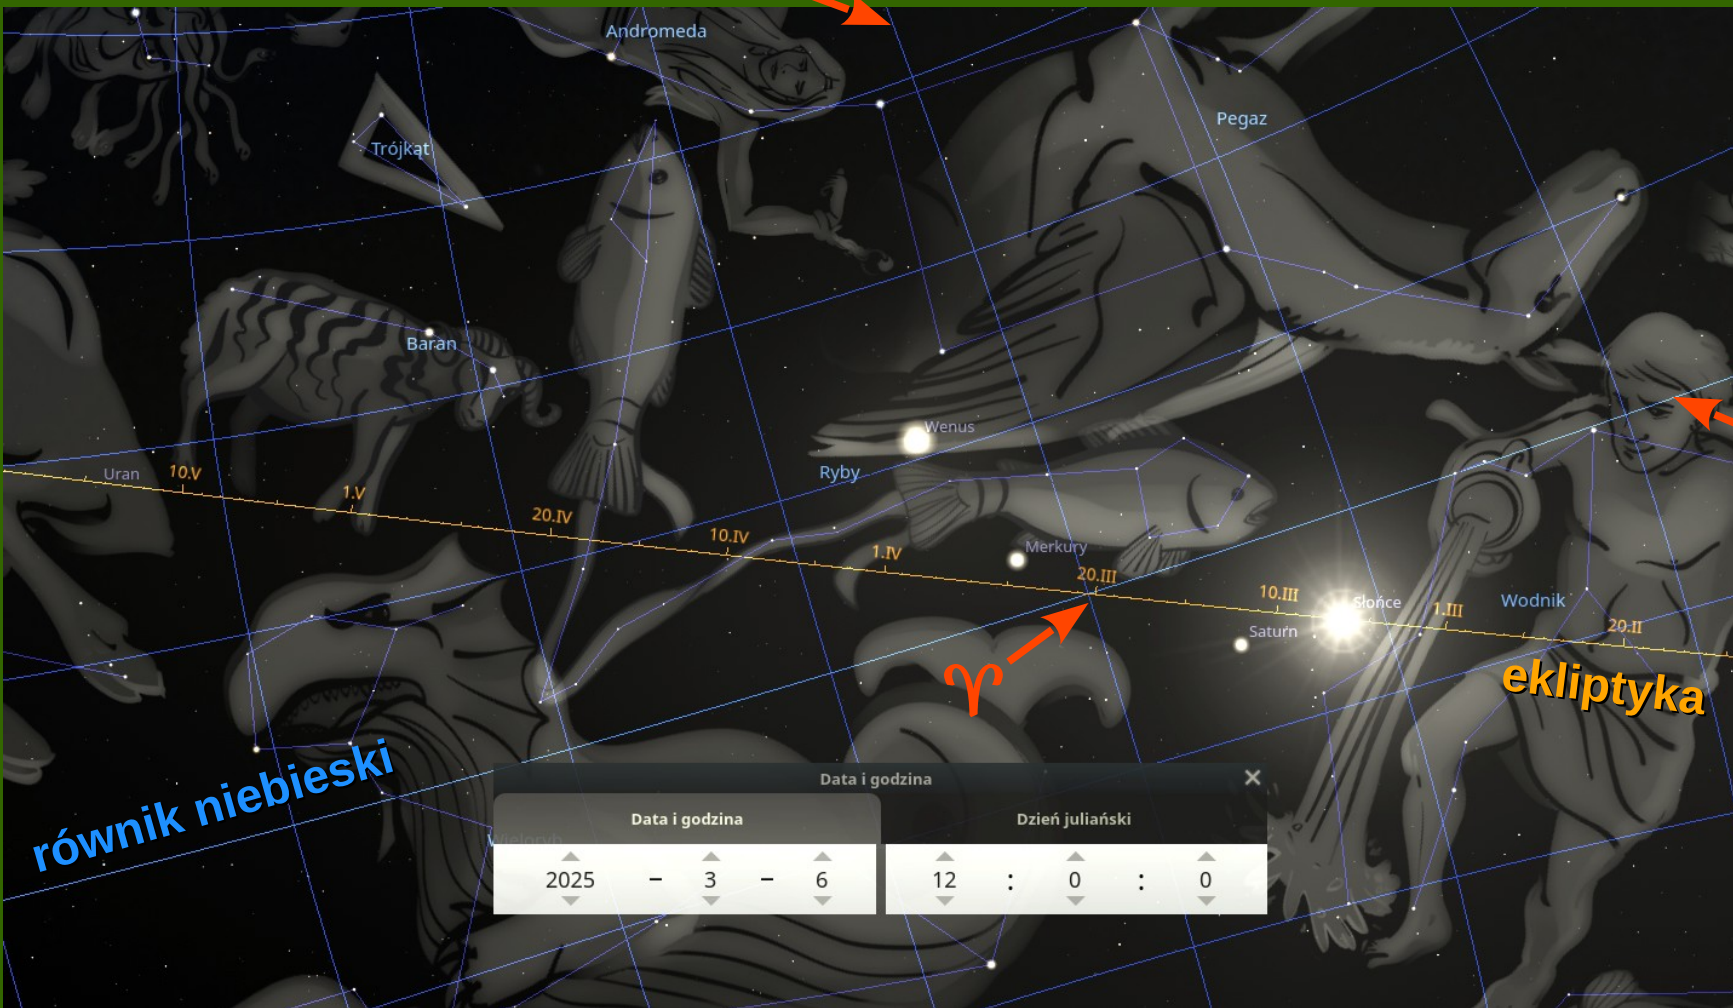 Andromeda
Pegaz
Trójkąt
Baran
Wenus
Ryby
Uran
10.V
1.V
20.IV
10.IV
1.IV
Merkury
20.III
10.III
Słońce
1.III
Wodnik
20.II
Saturn
♈
ekliptyka
równik niebieski
Data i godzina
Data i godzina
Dzień juliański
Wieloryb
2025 – 3 – 6 12 : 0 : 0